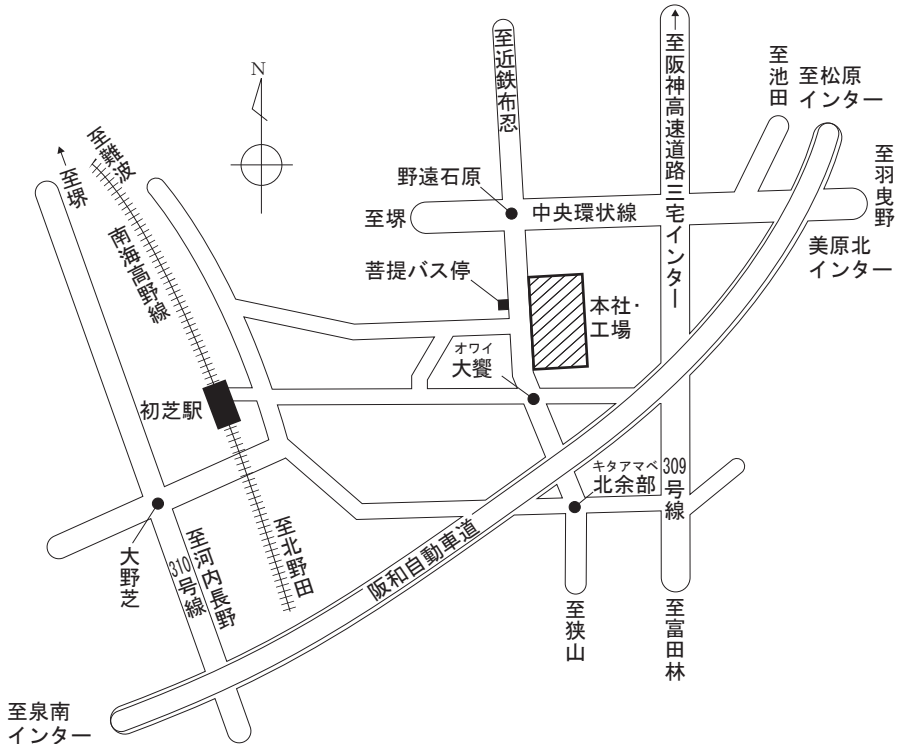 N
至近鉄布忍
至阪神高速道路三宅インター
至池田
至松原
インター
至堺
至難波
南海高野線
野遠石原
至堺
中央環状線
至羽曳野
美原北
インター
菩提バス停
本社・
工場
オワイ
大饗
初芝駅
キタアマベ
北余部
309号線
大野芝
310号線
至河内長野
至北野田
阪和自動車道
至狭山
至富田林
至泉南
インター